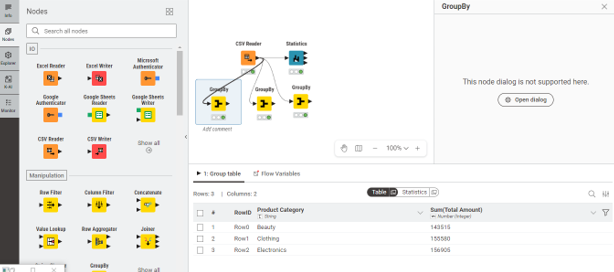 Info
Nodes
Explorer
K-AI
Monitor
Nodes
Search all nodes
IO
Excel Reader
Excel Writer
Microsoft
Authenticator
Google
Authenticator
Google Sheets
Reader
Google Sheets
Writer
CSV Reader
CSV Writer
Show all
Manipulation
Row Filter
Column Filter
Concatenate
Value Lookup
Row Aggregator
Joiner
GroupBy
Show all
CSV Reader
Statistics
GroupBy
GroupBy
GroupBy
Add comment
100%
GroupBy
This node dialog is not supported here.
Open dialog
1: Group table
Flow Variables
Rows: 3 | Columns: 2
Table
Statistics
# RowID Product Category Sum(Total Amount)
String Number (Integer)
1 Row0 Beauty 143515
2 Row1 Clothing 155580
3 Row2 Electronics 156905